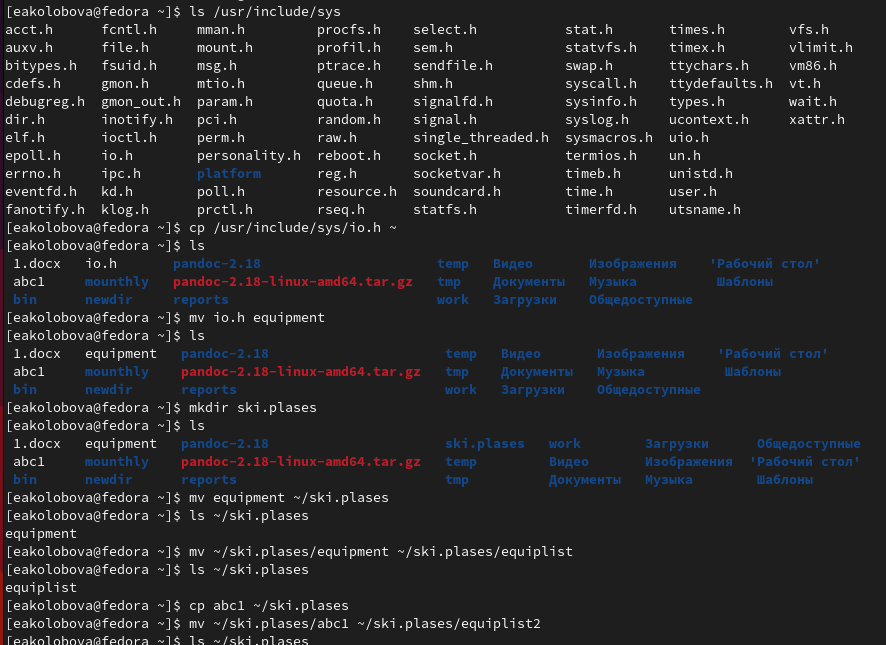 [eakolobova@fedora ~]$ ls /usr/include/sys
acct.h fcntl.h mman.h procfs.h select.h stat.h times.h vfs.h
auxv.h file.h mount.h profil.h sem.h statvfs.h timex.h vlimit.h
bitypes.h fsuid.h msg.h ptrace.h sendfile.h swap.h ttychars.h vm86.h
cdefs.h gmon.h mtio.h queue.h shm.h syscall.h ttydefaults.h vt.h
debugreg.h gmon_out.h param.h quota.h signalfd.h sysinfo.h types.h wait.h
dir.h inotify.h pci.h random.h signal.h syslog.h ucontext.h xattr.h
elf.h ioctl.h perm.h raw.h single_threaded.h sysmacros.h uio.h
epoll.h io.h personality.h reboot.h socket.h termios.h un.h
errno.h ipc.h platform reg.h socketvar.h timeb.h unistd.h
eventfd.h kd.h poll.h resource.h soundcard.h time.h user.h
fanotify.h klog.h prctl.h rseq.h statfs.h timerfd.h utsname.h
[eakolobova@fedora ~]$ cp /usr/include/sys/io.h ~
[eakolobova@fedora ~]$ ls
1.docx io.h pandoc-2.18 temp Видео Изображения 'Рабочий стол'
abc1 mounthly pandoc-2.18-linux-amd64.tar.gz tmp Документы Музыка Шаблоны
bin newdir reports work Загрузки Общедоступные
[eakolobova@fedora ~]$ mv io.h equipment
[eakolobova@fedora ~]$ ls
1.docx equipment pandoc-2.18 temp Видео Изображения 'Рабочий стол'
abc1 mounthly pandoc-2.18-linux-amd64.tar.gz tmp Документы Музыка Шаблоны
bin newdir reports work Загрузки Общедоступные
[eakolobova@fedora ~]$ mkdir ski.plases
[eakolobova@fedora ~]$ ls
1.docx equipment pandoc-2.18 ski.plases work Загрузки Общедоступные
abc1 mounthly pandoc-2.18-linux-amd64.tar.gz temp Видео Изображения 'Рабочий стол'
bin newdir reports tmp Документы Музыка Шаблоны
[eakolobova@fedora ~]$ mv equipment ~/ski.plases
[eakolobova@fedora ~]$ ls ~/ski.plases
equipment
[eakolobova@fedora ~]$ mv ~/ski.plases/equipment ~/ski.plases/equiplist
[eakolobova@fedora ~]$ ls ~/ski.plases
equiplist
[eakolobova@fedora ~]$ cp abc1 ~/ski.plases
[eakolobova@fedora ~]$ mv ~/ski.plases/abc1 ~/ski.plases/equiplist2
[eakolobova@fedora ~]$ ls ~/ski.plases